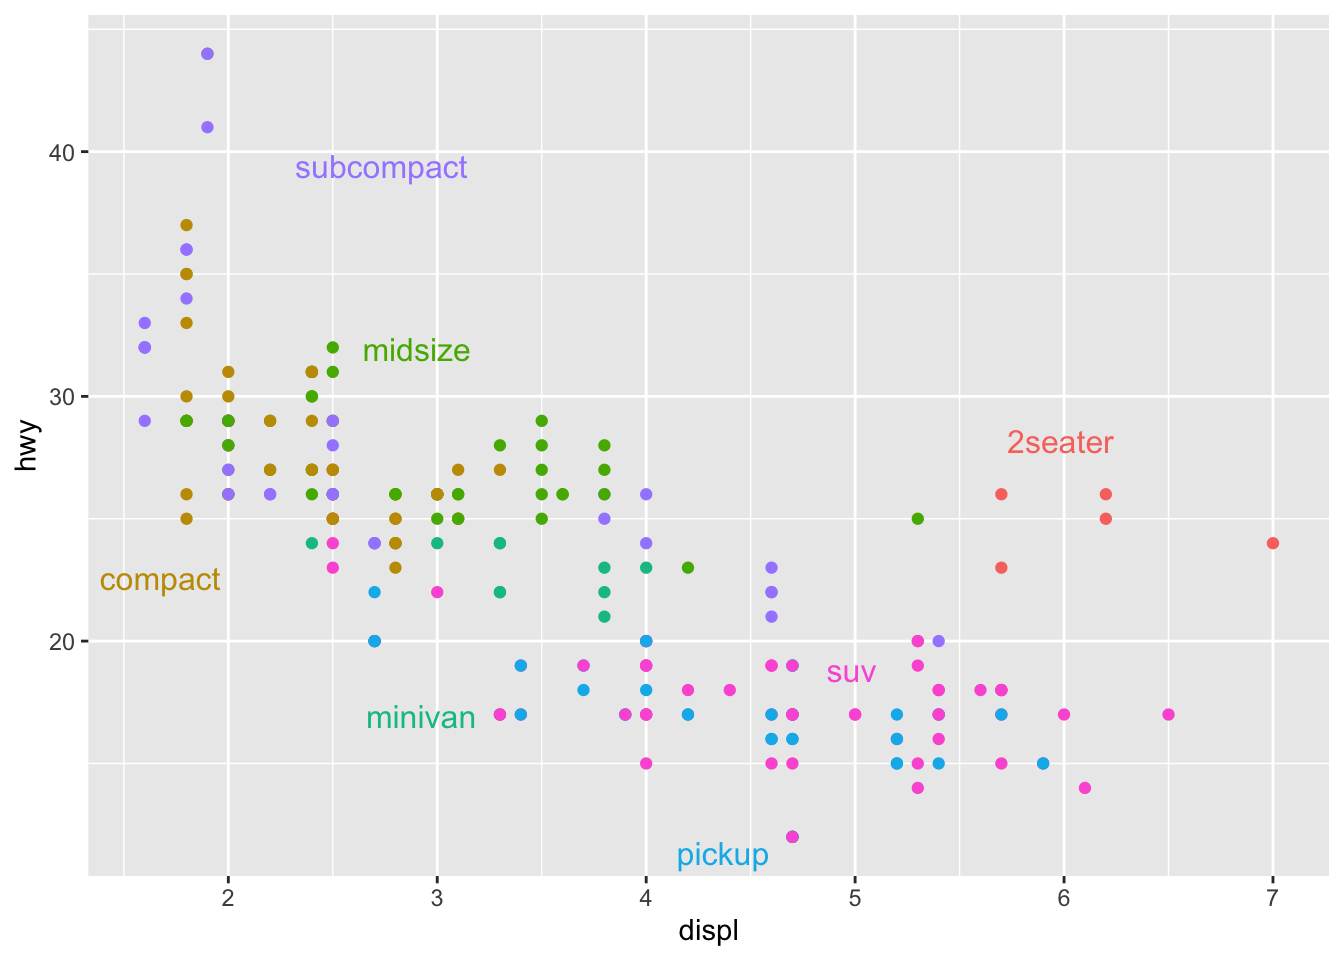 40
subcompact
midsize
30
hwy
2seater
compact
20
suv
minivan
pickup
2 3 4 5 6 7
displ